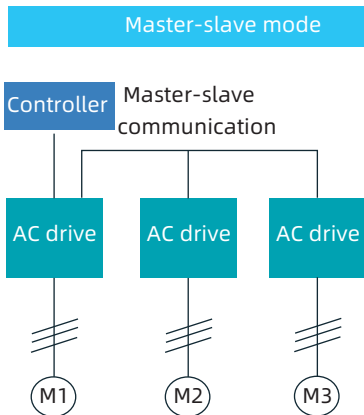 Master-slave mode
Controller
Master-slave
communication
AC drive
AC drive
AC drive
M1
M2
M3